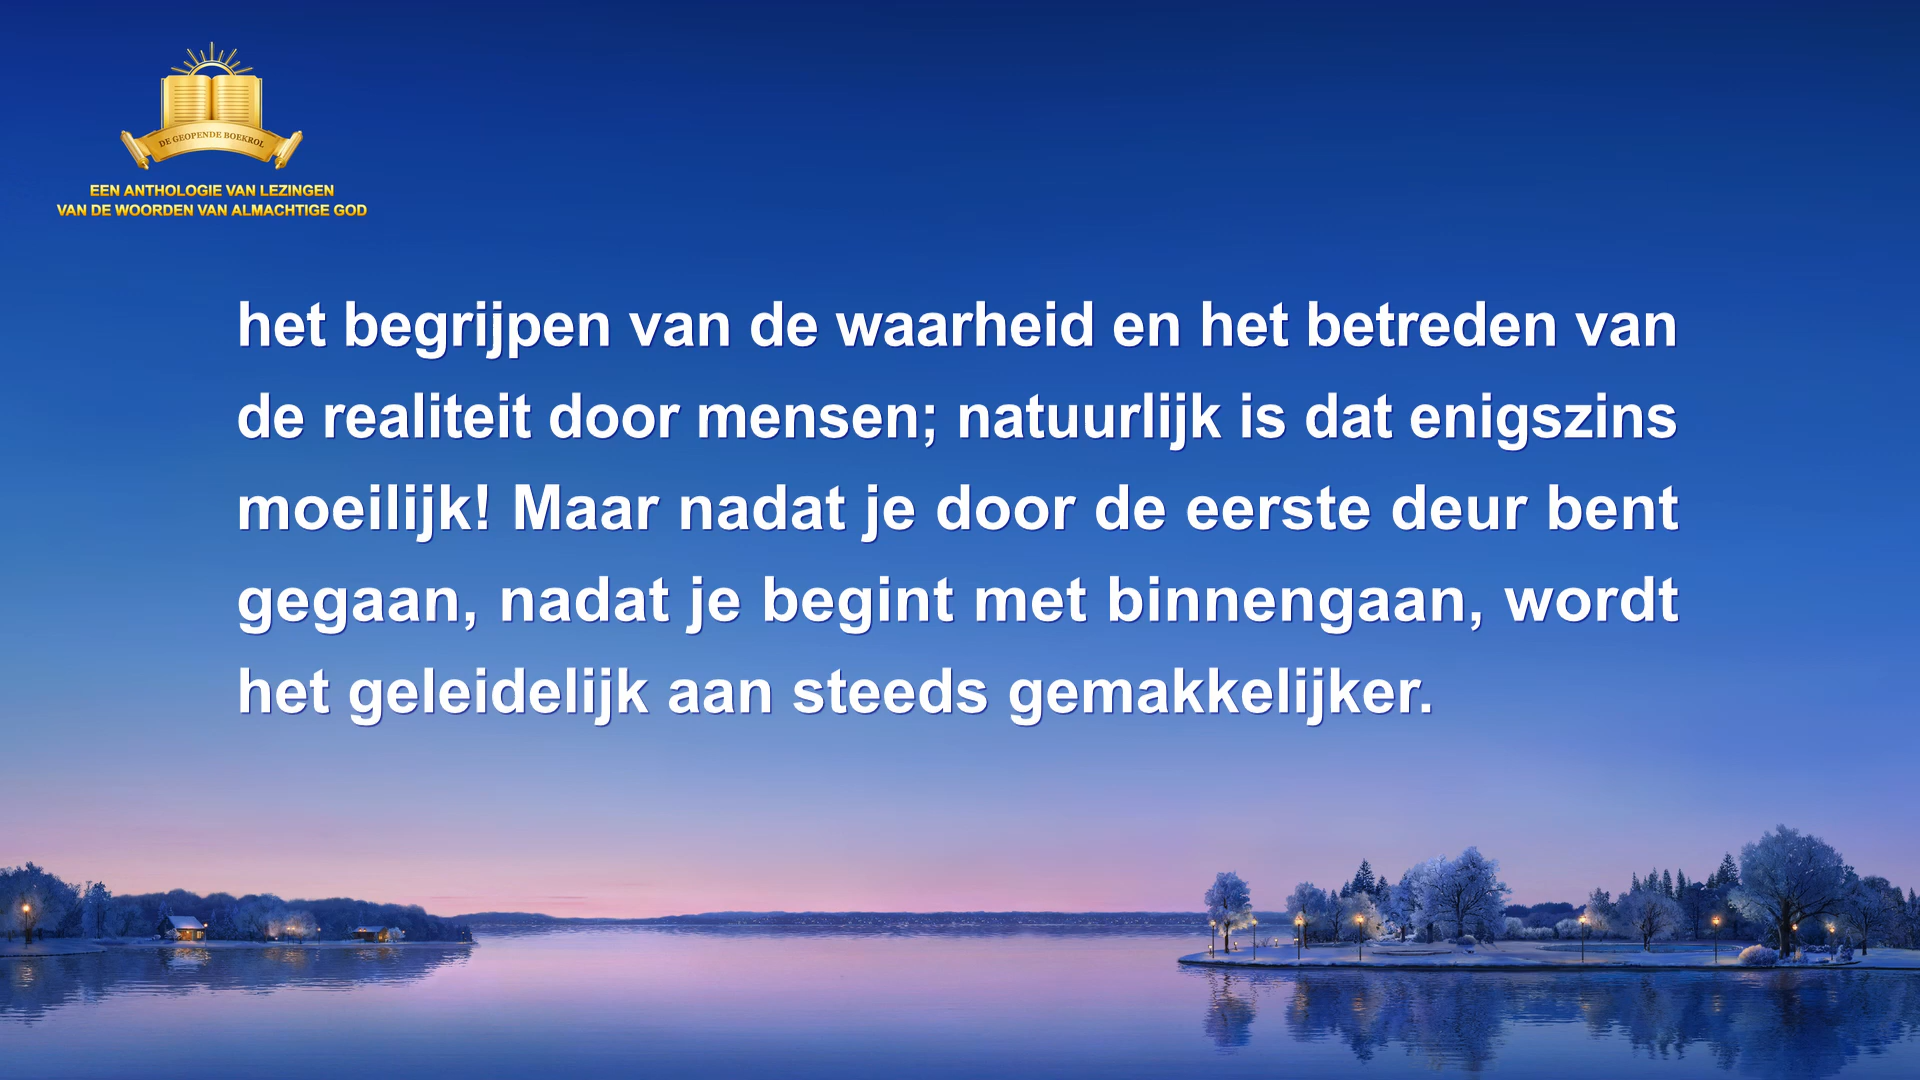 DE GEOPENDE BOEKROL
EEN ANTHOLOGIE VAN LEZINGEN
VAN DE WOORDEN VAN ALMACHTIGE GOD
het begrijpen van de waarheid en het betreden van
de realiteit door mensen; natuurlijk is dat enigszins
moeilijk! Maar nadat je door de eerste deur bent
gegaan, nadat je begint met binnengaan, wordt
het geleidelijk aan steeds gemakkelijker.